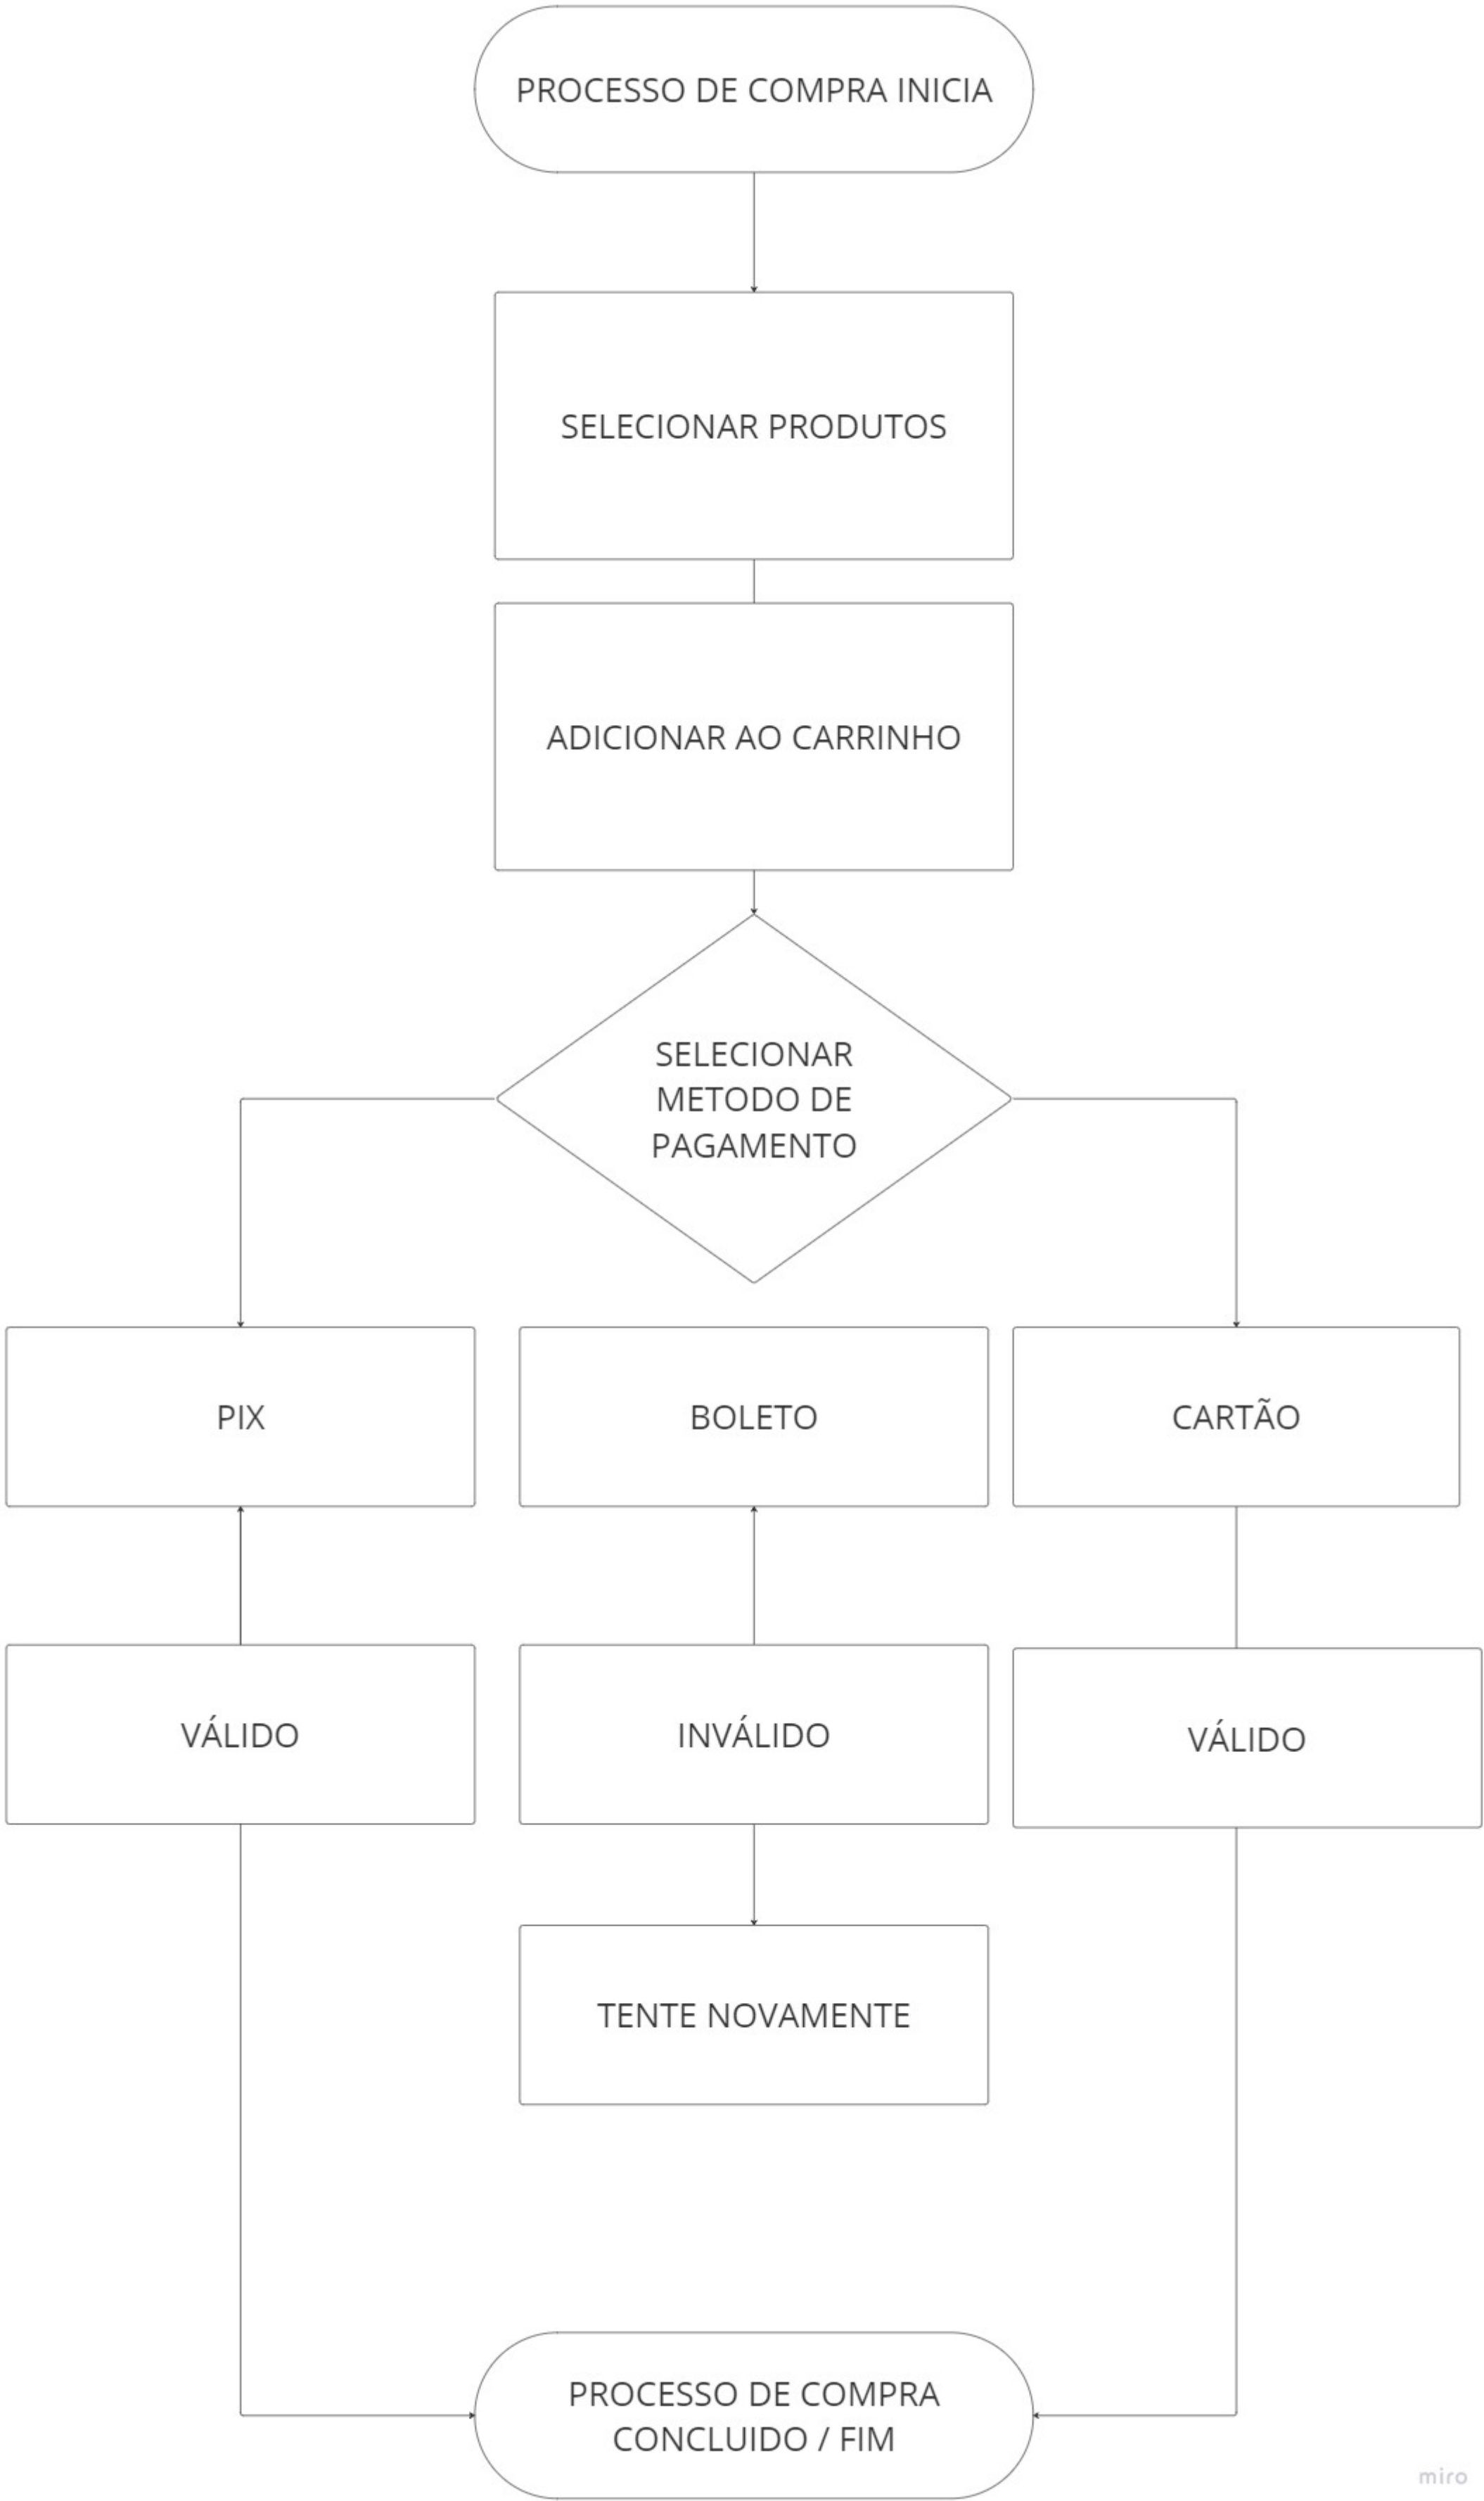 PROCESSO DE COMPRA INICIA
SELECIONAR PRODUTOS
ADICIONAR AO CARRINHO
SELECIONAR
METODO DE
PAGAMENTO
PIX
BOLETO
CARTÃO
VÁLIDO
INVÁLIDO
VÁLIDO
TENTE NOVAMENTE
PROCESSO DE COMPRA
CONCLUIDO / FIM
miro